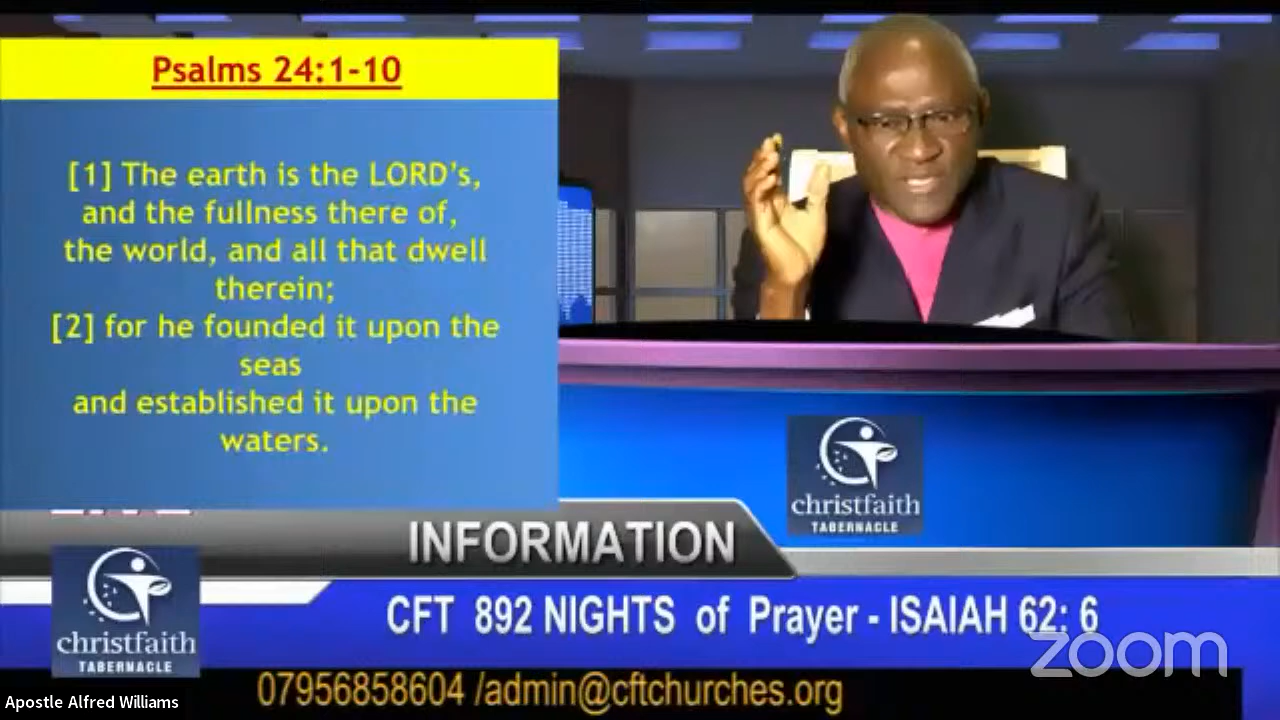 Psalms 24:1-10
[1] The earth is the LORD's,
and the fullness there of,
the world, and all that dwell
therein;
[2] for he founded it upon the
seas
and established it upon the
waters.
christfaith
TABERNACLE
INFORMATION
CFT 892 NIGHTS of Prayer - ISAIAH 62: 6
christfaith
TABERNACLE
zoom
07956858604 /admin@cftchurches.org
Apostle Alfred Williams